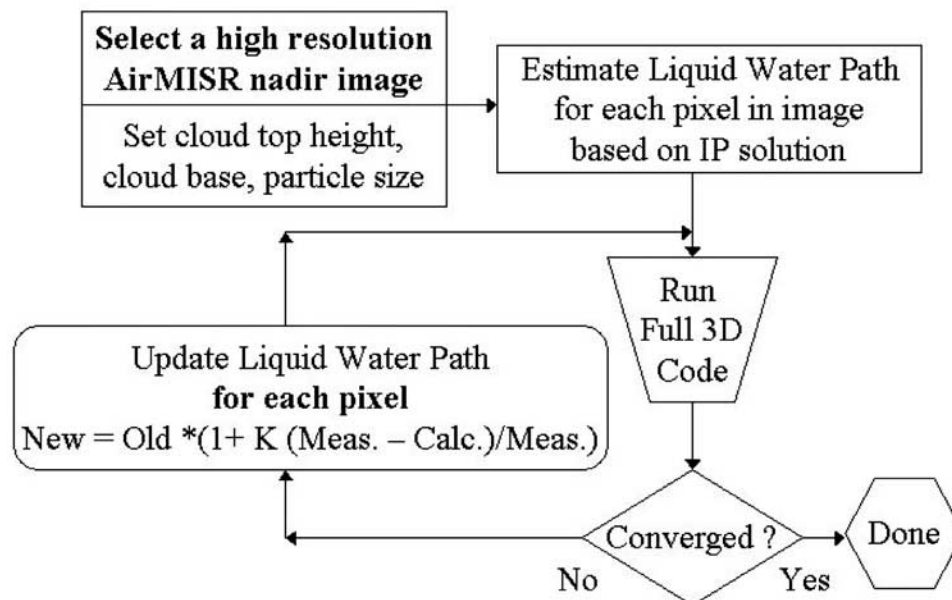 Select a high resolution
AirMISR nadir image
Set cloud top height,
cloud base, particle size
Estimate Liquid Water Path
for each pixel in image
based on IP solution
Run
Full 3D
Code
Update Liquid Water Path
for each pixel
New = Old *(1+ K (Meas. – Calc.)/Meas.)
Converged ?
Done
No
Yes